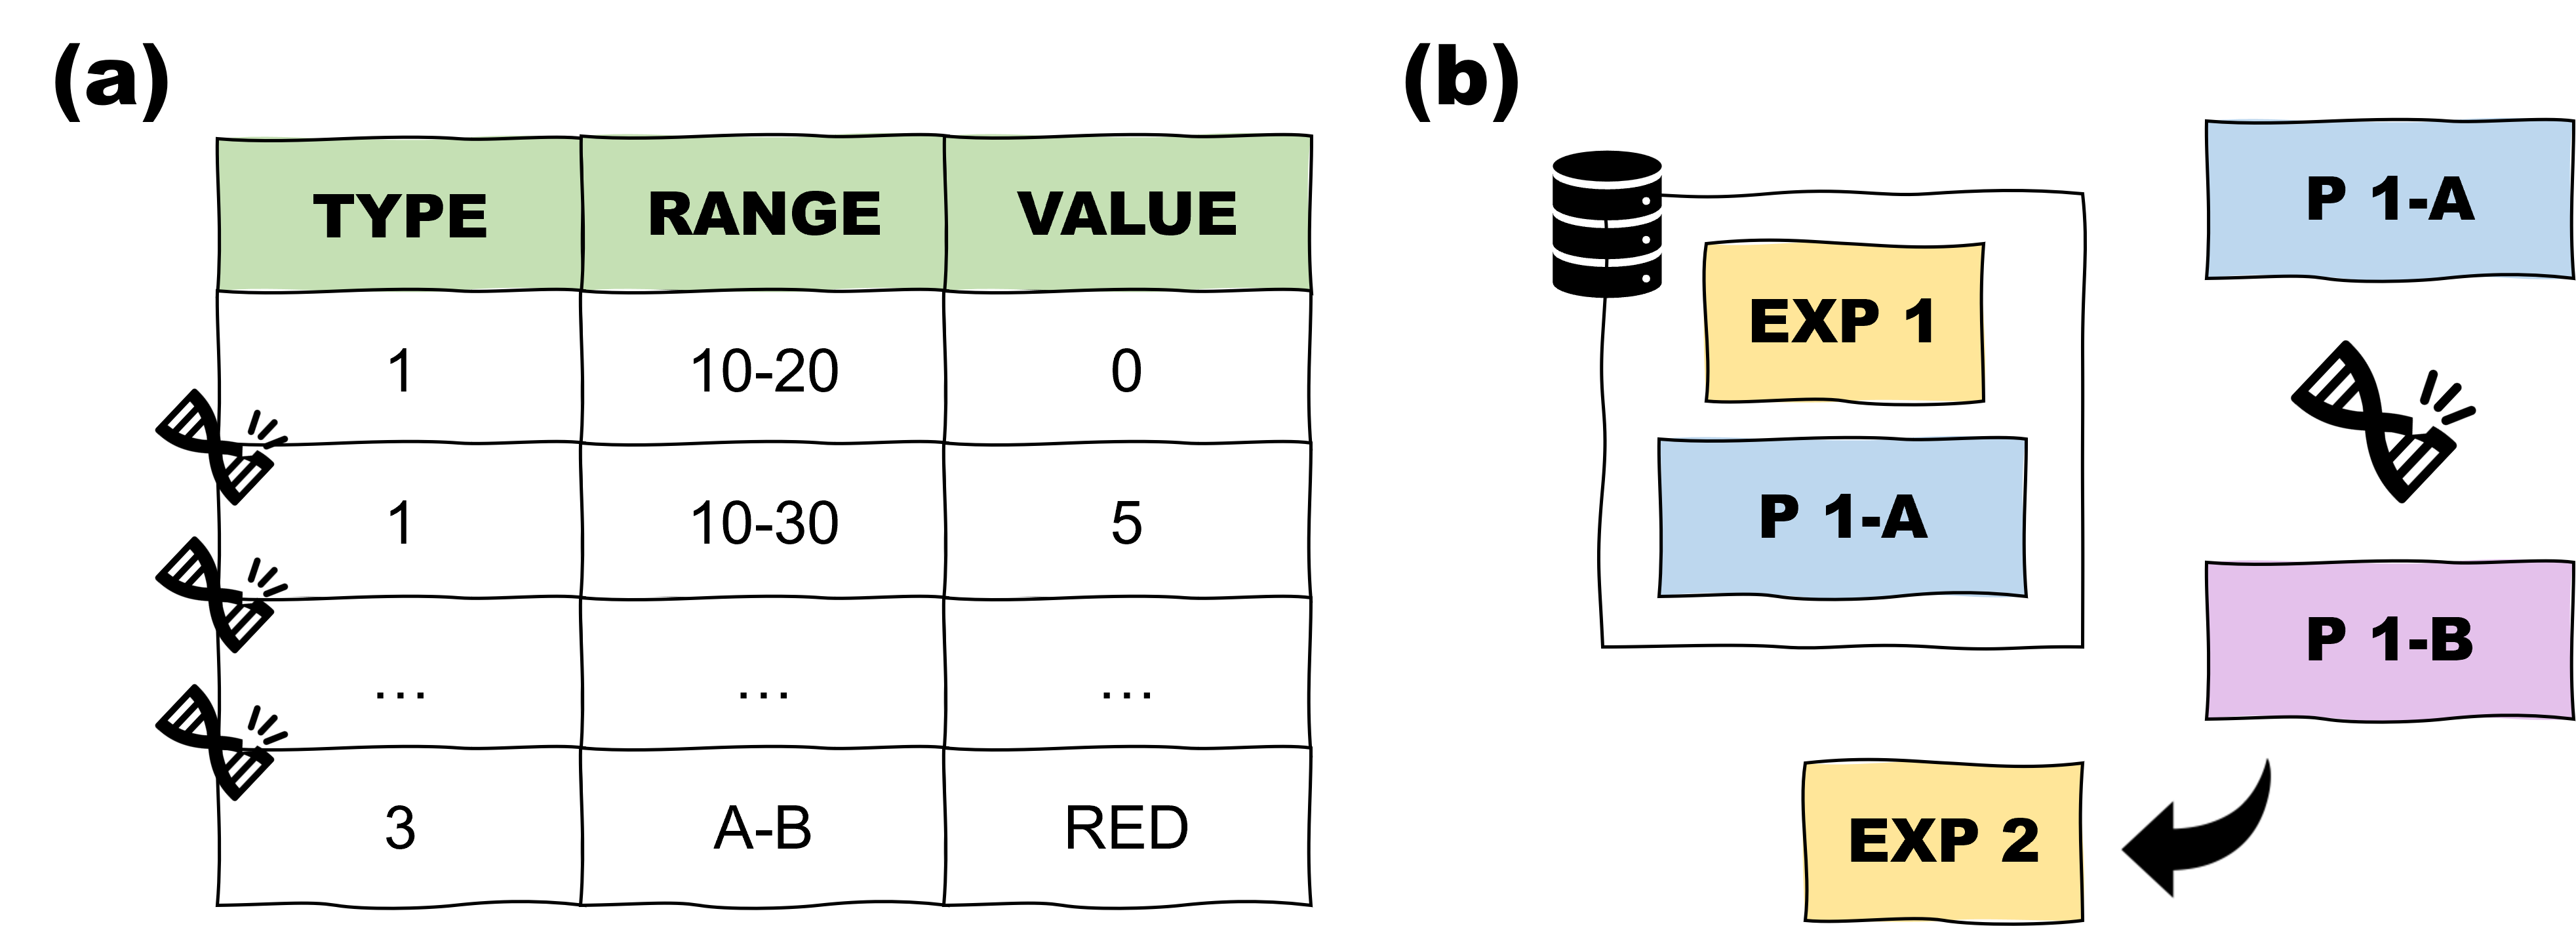 (a)
TYPE RANGE VALUE
1 10-20 0
1 10-30 5
... ... ...
3 A-B RED
(b)
EXP 1
P 1-A
P 1-A
P 1-B
EXP 2